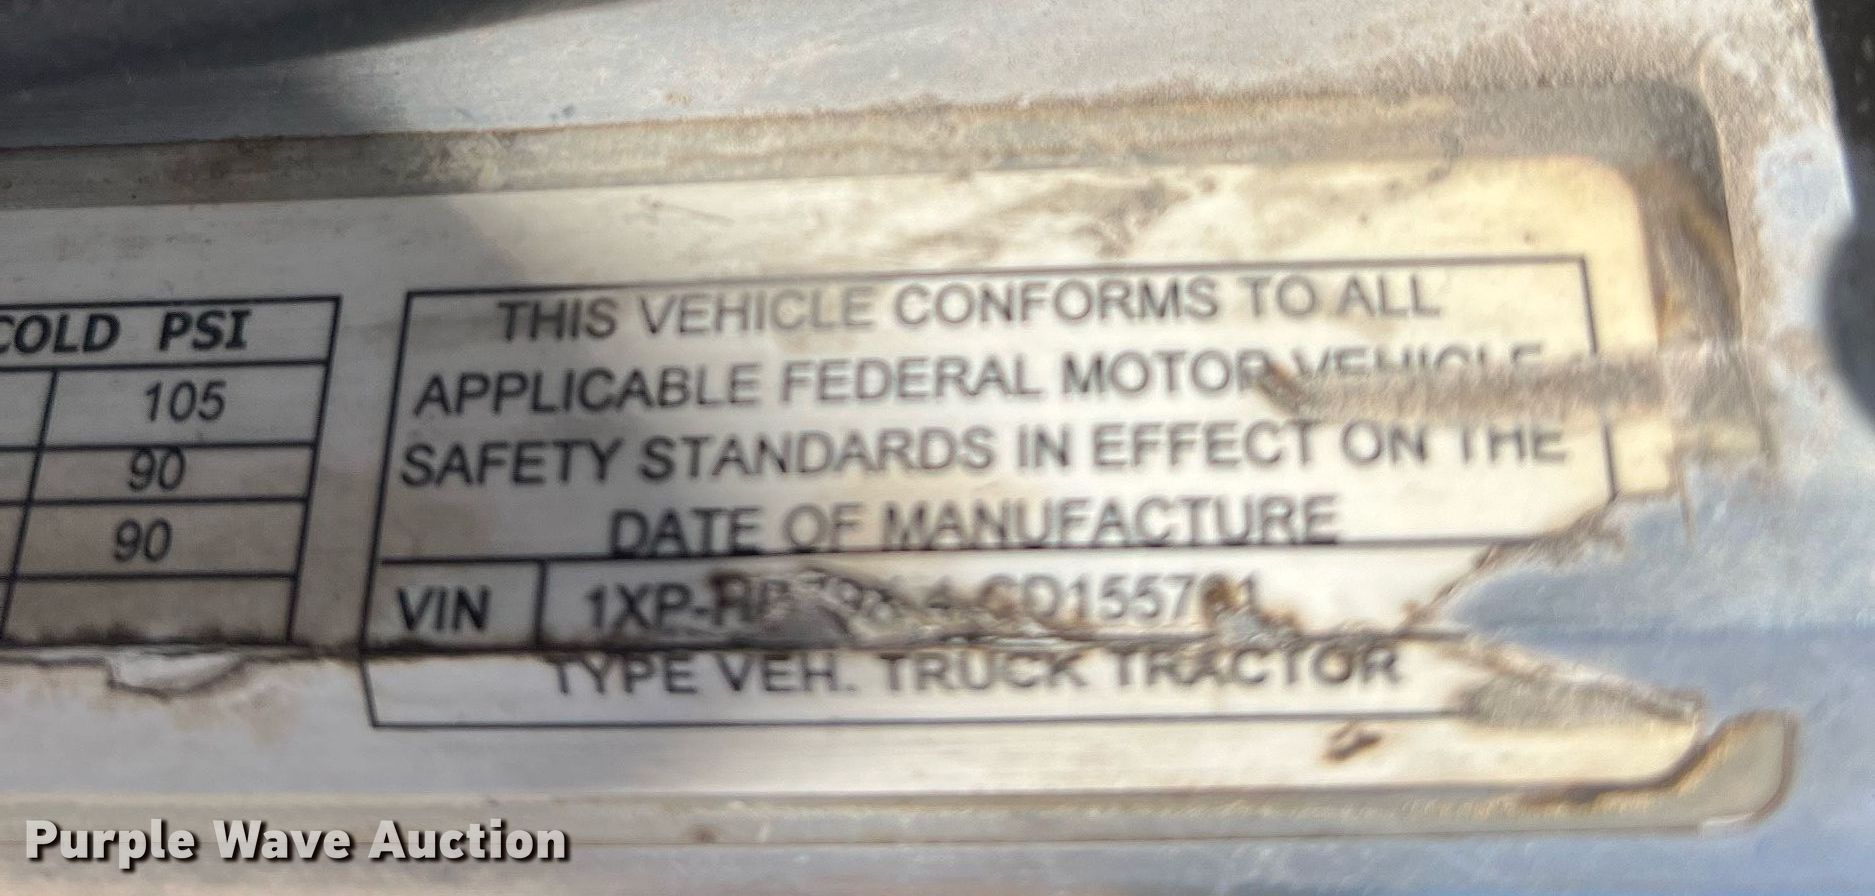 COLD PSI
105
90
90
THIS VEHICLE CONFORMS TO ALL
APPLICABLE FEDERAL MOTOR VEHICLE
SAFETY STANDARDS IN EFFECT ON THE
DATE OF MANUFACTURE
VIN
TYPE VEH. TRUCK TRACTOR
Purple Wave Auction